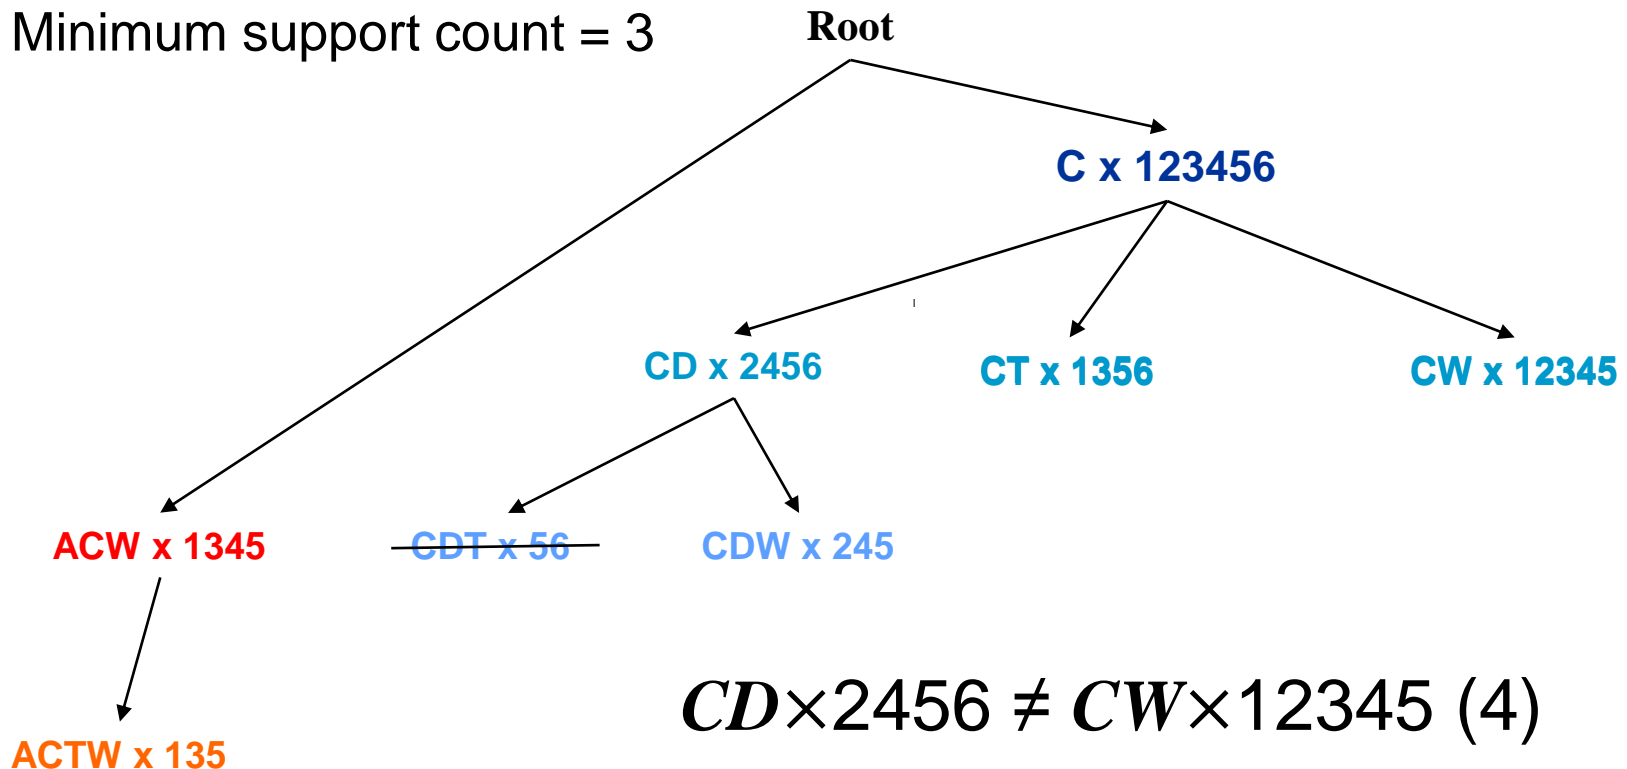 Minimum support count = 3
Root
C x 123456
CD x 2456
CT x 1356
CW x 12345
ACW x 1345
CDT x 56
CDW x 245
CD×2456 ≠ CW×12345 (4)
ACTW x 135